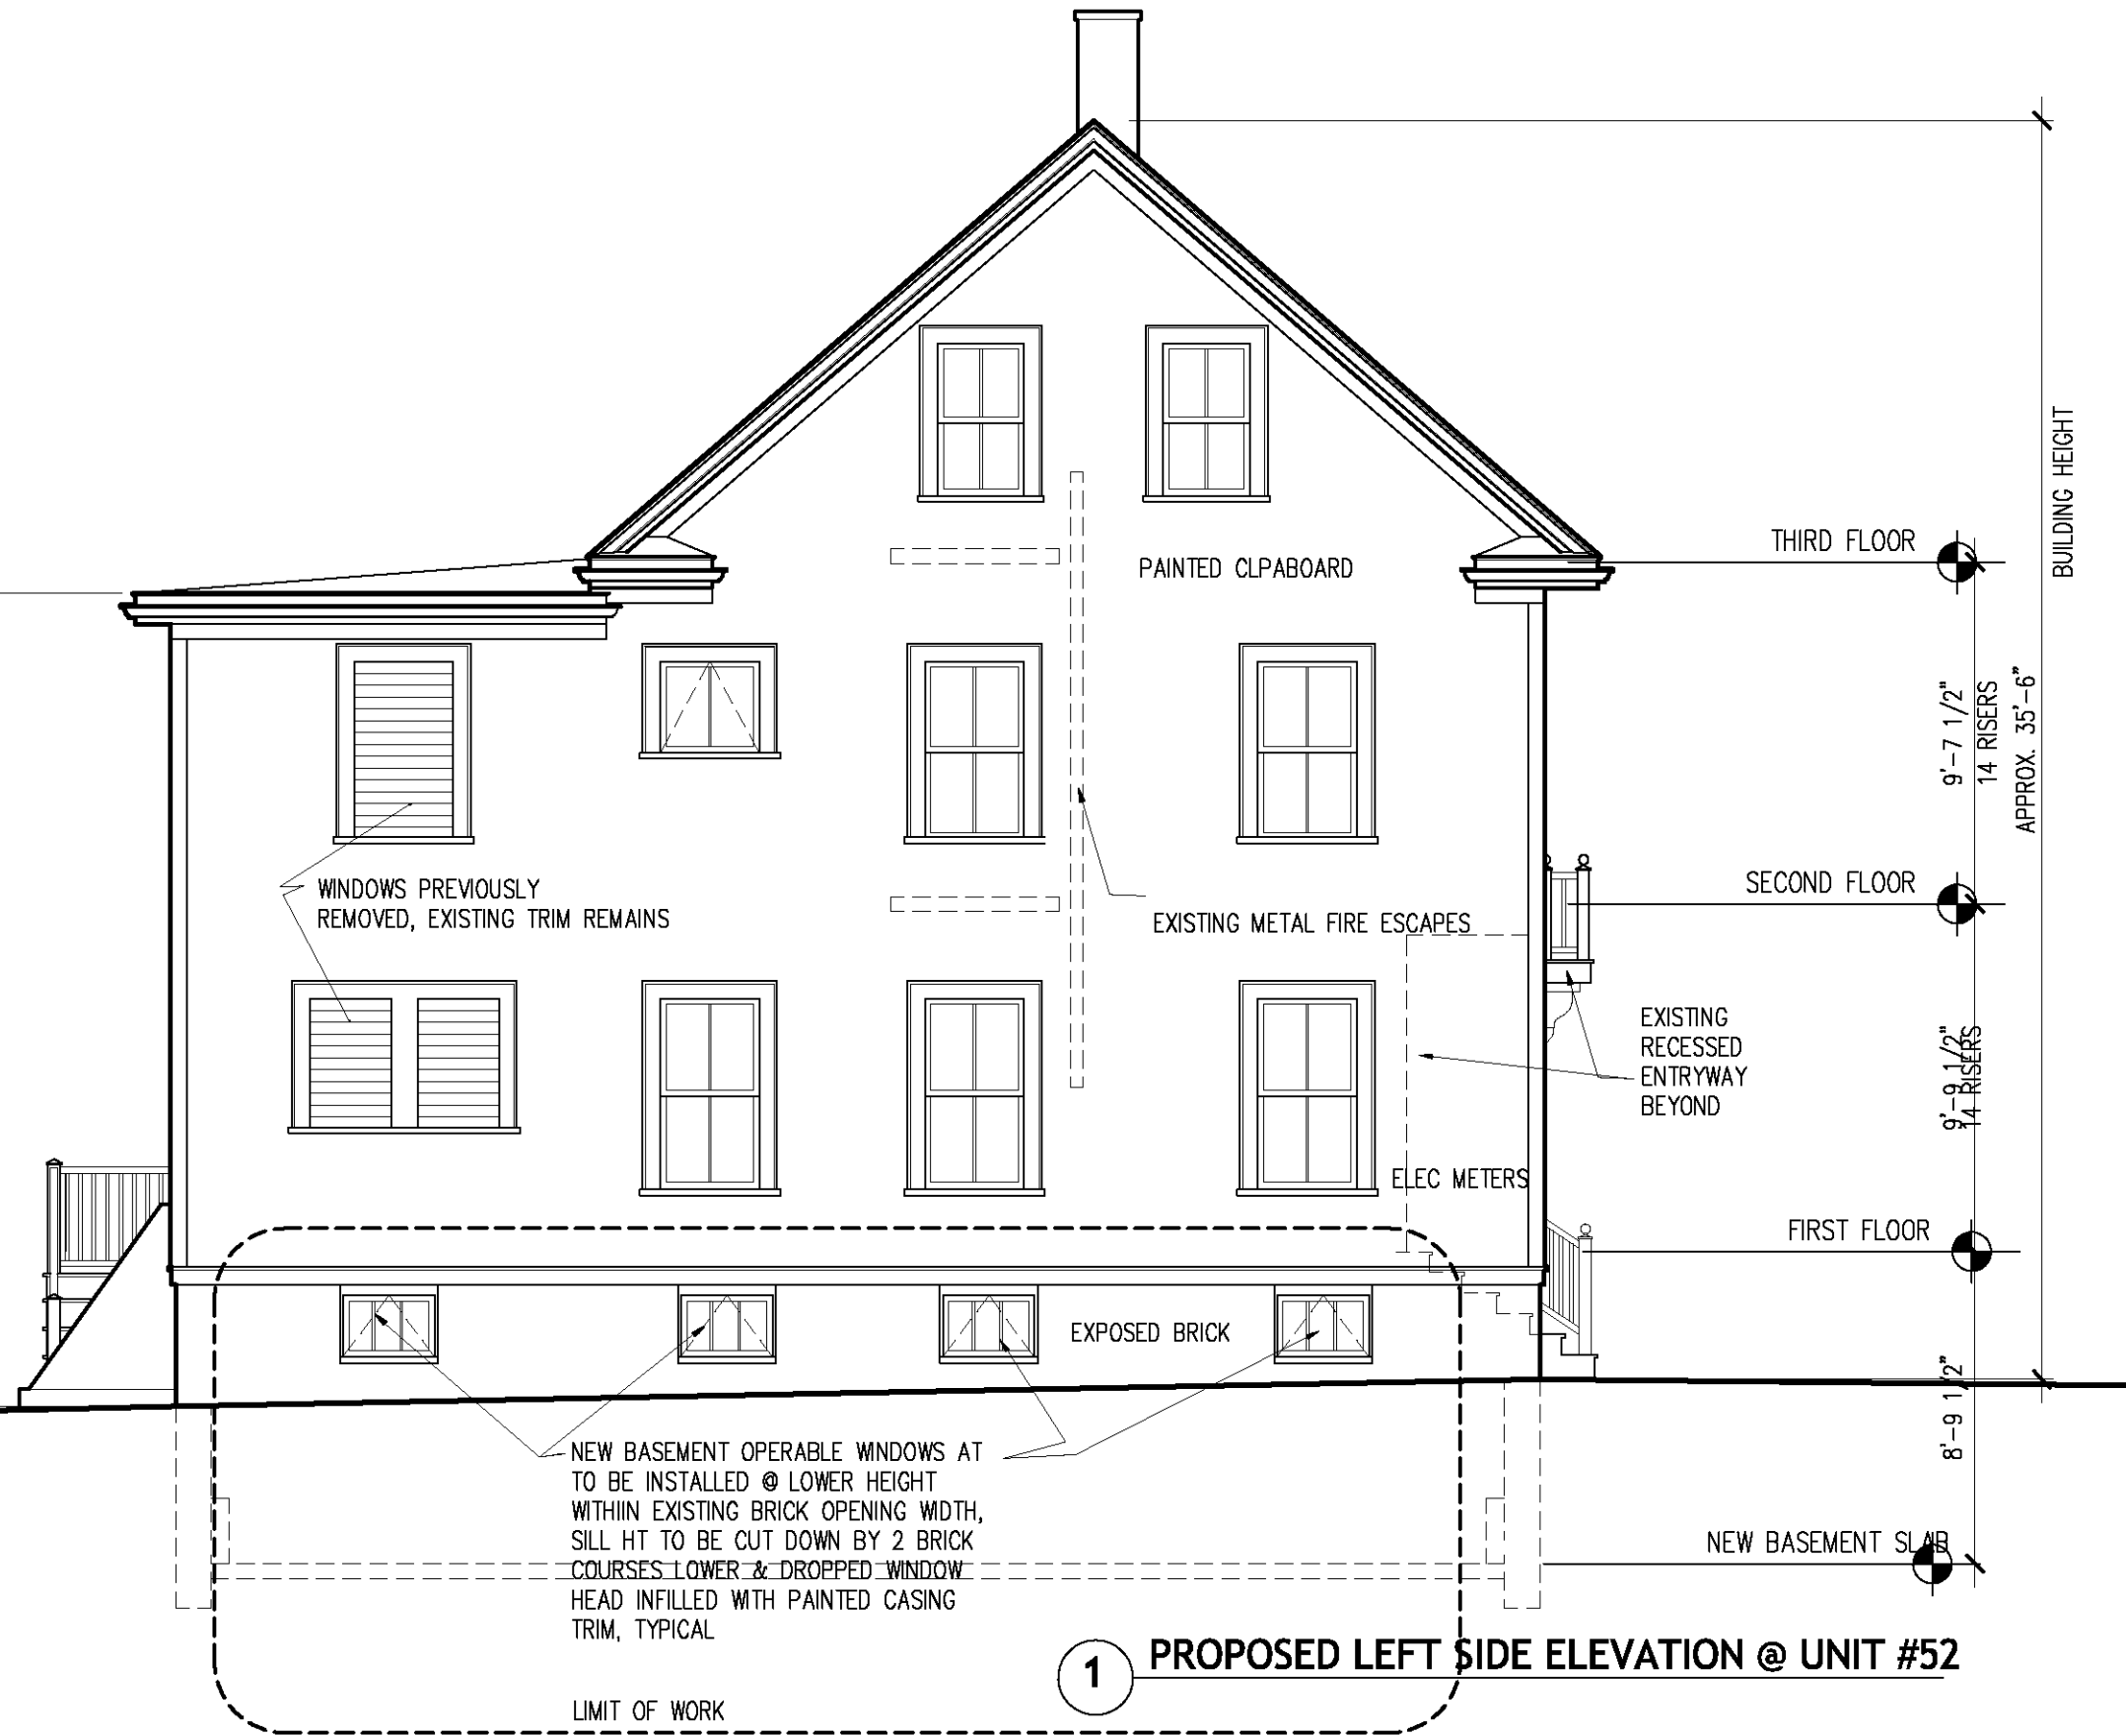 BUILDING HEIGHT
APPROX. 35'-6"
THIRD FLOOR
PAINTED CLPABOARD
9'-7 1/2"
14 RISERS
SECOND FLOOR
WINDOWS PREVIOUSLY
REMOVED, EXISTING TRIM REMAINS
EXISTING METAL FIRE ESCAPES
EXISTING
RECESSED
ENTRYWAY
BEYOND
9'-9 1/2"
14 RISERS
ELEC METERS
FIRST FLOOR
EXPOSED BRICK
8'-9 1/2"
NEW BASEMENT OPERABLE WINDOWS AT
TO BE INSTALLED @ LOWER HEIGHT
WITHIIN EXISTING BRICK OPENING WIDTH,
SILL HT TO BE CUT DOWN BY 2 BRICK
COURSES LOWER & DROPPED WINDOW
HEAD INFILLED WITH PAINTED CASING
TRIM, TYPICAL
NEW BASEMENT SLAB
1 PROPOSED LEFT SIDE ELEVATION @ UNIT #52
LIMIT OF WORK